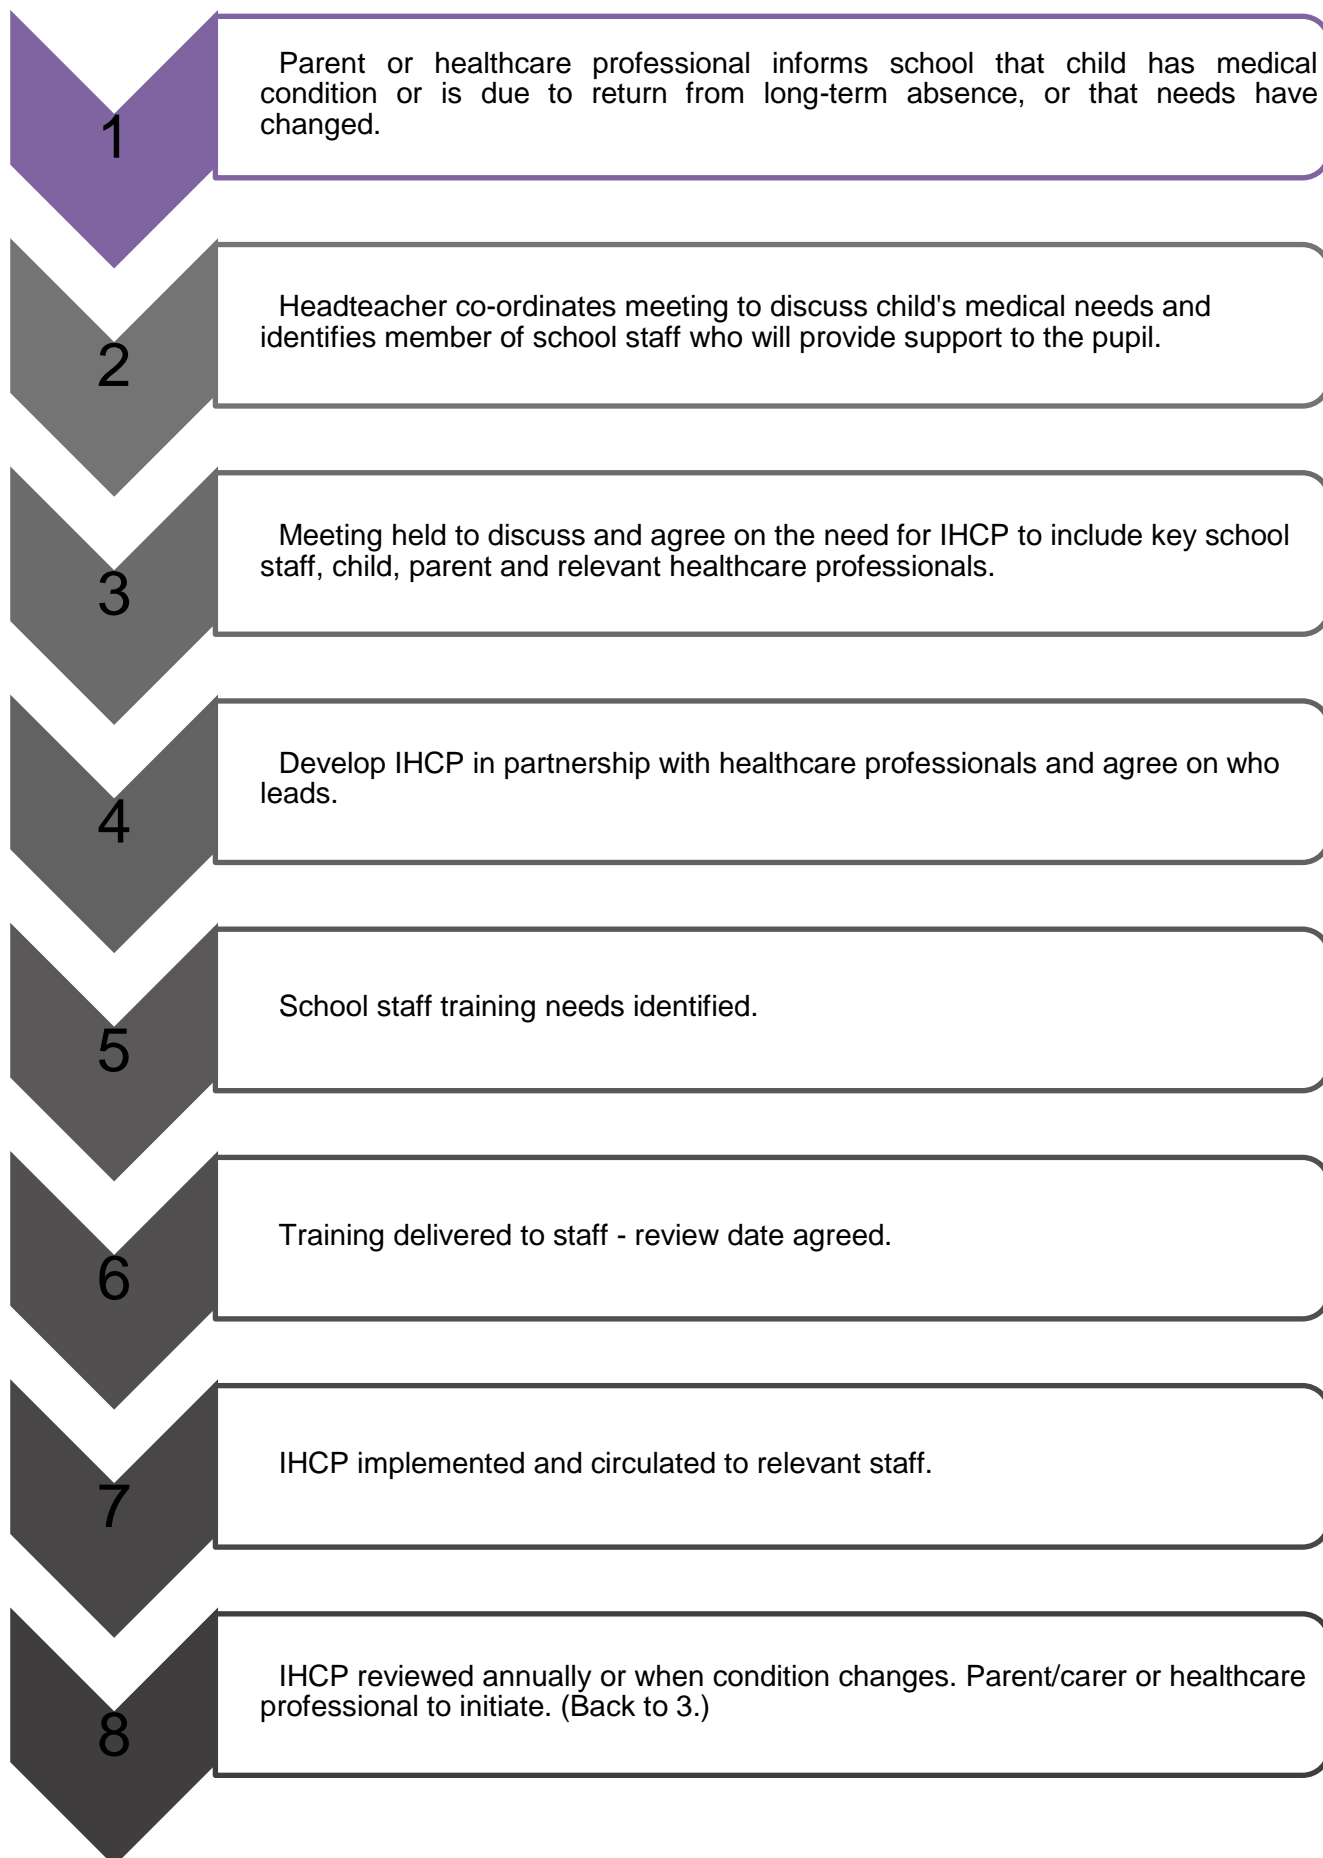 1
Parent or healthcare professional informs school that child has medical
condition or is due to return from long-term absence, or that needs have
changed.
2
Headteacher co-ordinates meeting to discuss child's medical needs and
identifies member of school staff who will provide support to the pupil.
3
Meeting held to discuss and agree on the need for IHCP to include key school
staff, child, parent and relevant healthcare professionals.
4
Develop IHCP in partnership with healthcare professionals and agree on who
leads.
5
School staff training needs identified.
6
Training delivered to staff - review date agreed.
7
IHCP implemented and circulated to relevant staff.
8
IHCP reviewed annually or when condition changes. Parent/carer or healthcare
professional to initiate. (Back to 3.)